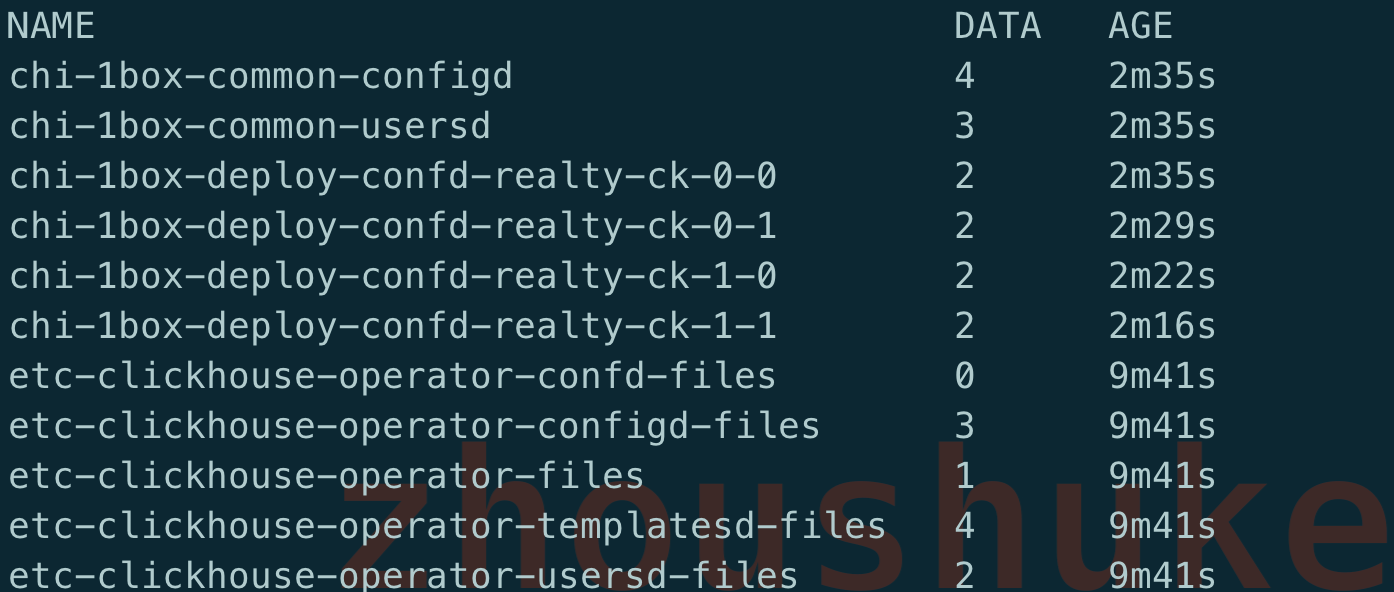 NAME DATA AGE
chi-1box-common-configd 4 2m35s
chi-1box-common-usersd 3 2m35s
chi-1box-deploy-confd-realty-ck-0-0 2 2m35s
chi-1box-deploy-confd-realty-ck-0-1 2 2m29s
chi-1box-deploy-confd-realty-ck-1-0 2 2m22s
chi-1box-deploy-confd-realty-ck-1-1 2 2m16s
etc-clickhouse-operator-confd-files 0 9m41s
etc-clickhouse-operator-configd-files 3 9m41s
etc-clickhouse-operator-files 1 9m41s
etc-clickhouse-operator-templatesd-files 4 9m41s
etc-clickhouse-operator-usersd-files 2 9m41s
zhoushuke